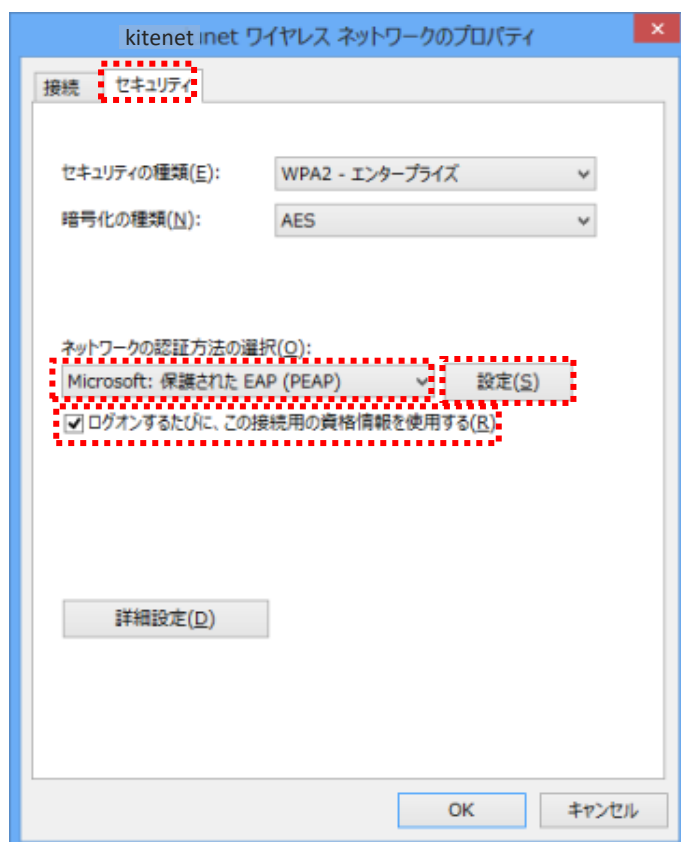 kitenet unet ワイヤレス ネットワークのプロパティ
接続 セキュリティ
セキュリティの種類(E): WPA2 - エンタープライズ
暗号化の種類(N): AES
ネットワークの認証方法の選択(O):
Microsoft: 保護された EAP (PEAP) 設定(S)
ログオンするたびに、この接続用の資格情報を使用する(R)
詳細設定(D)
OK キャンセル